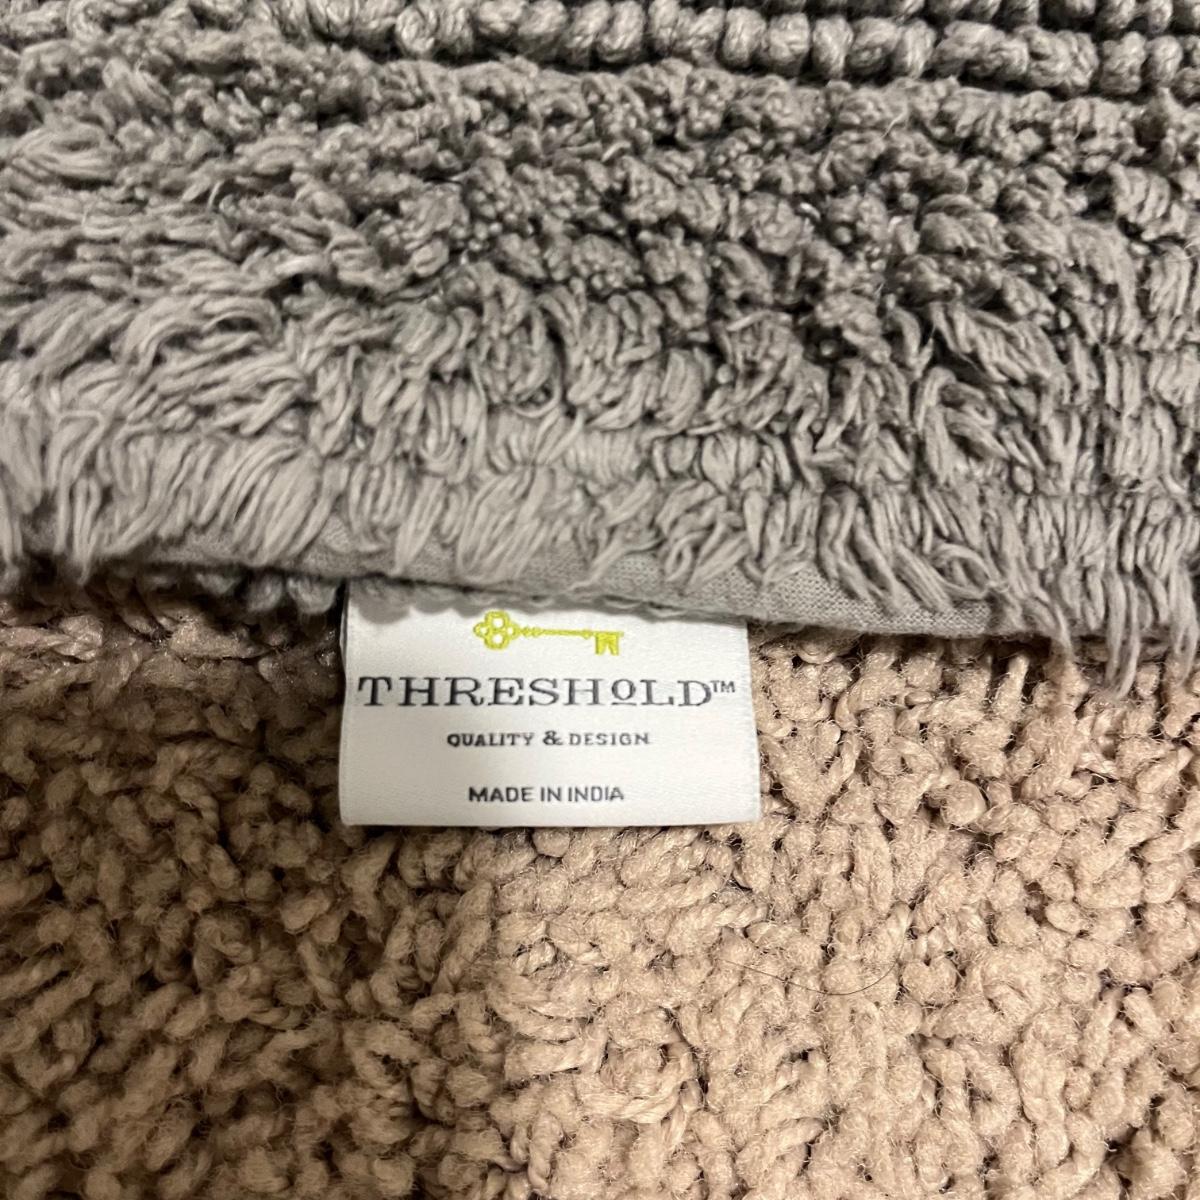 THRESHOLD™
QUALITY & DESIGN
MADE IN INDIA